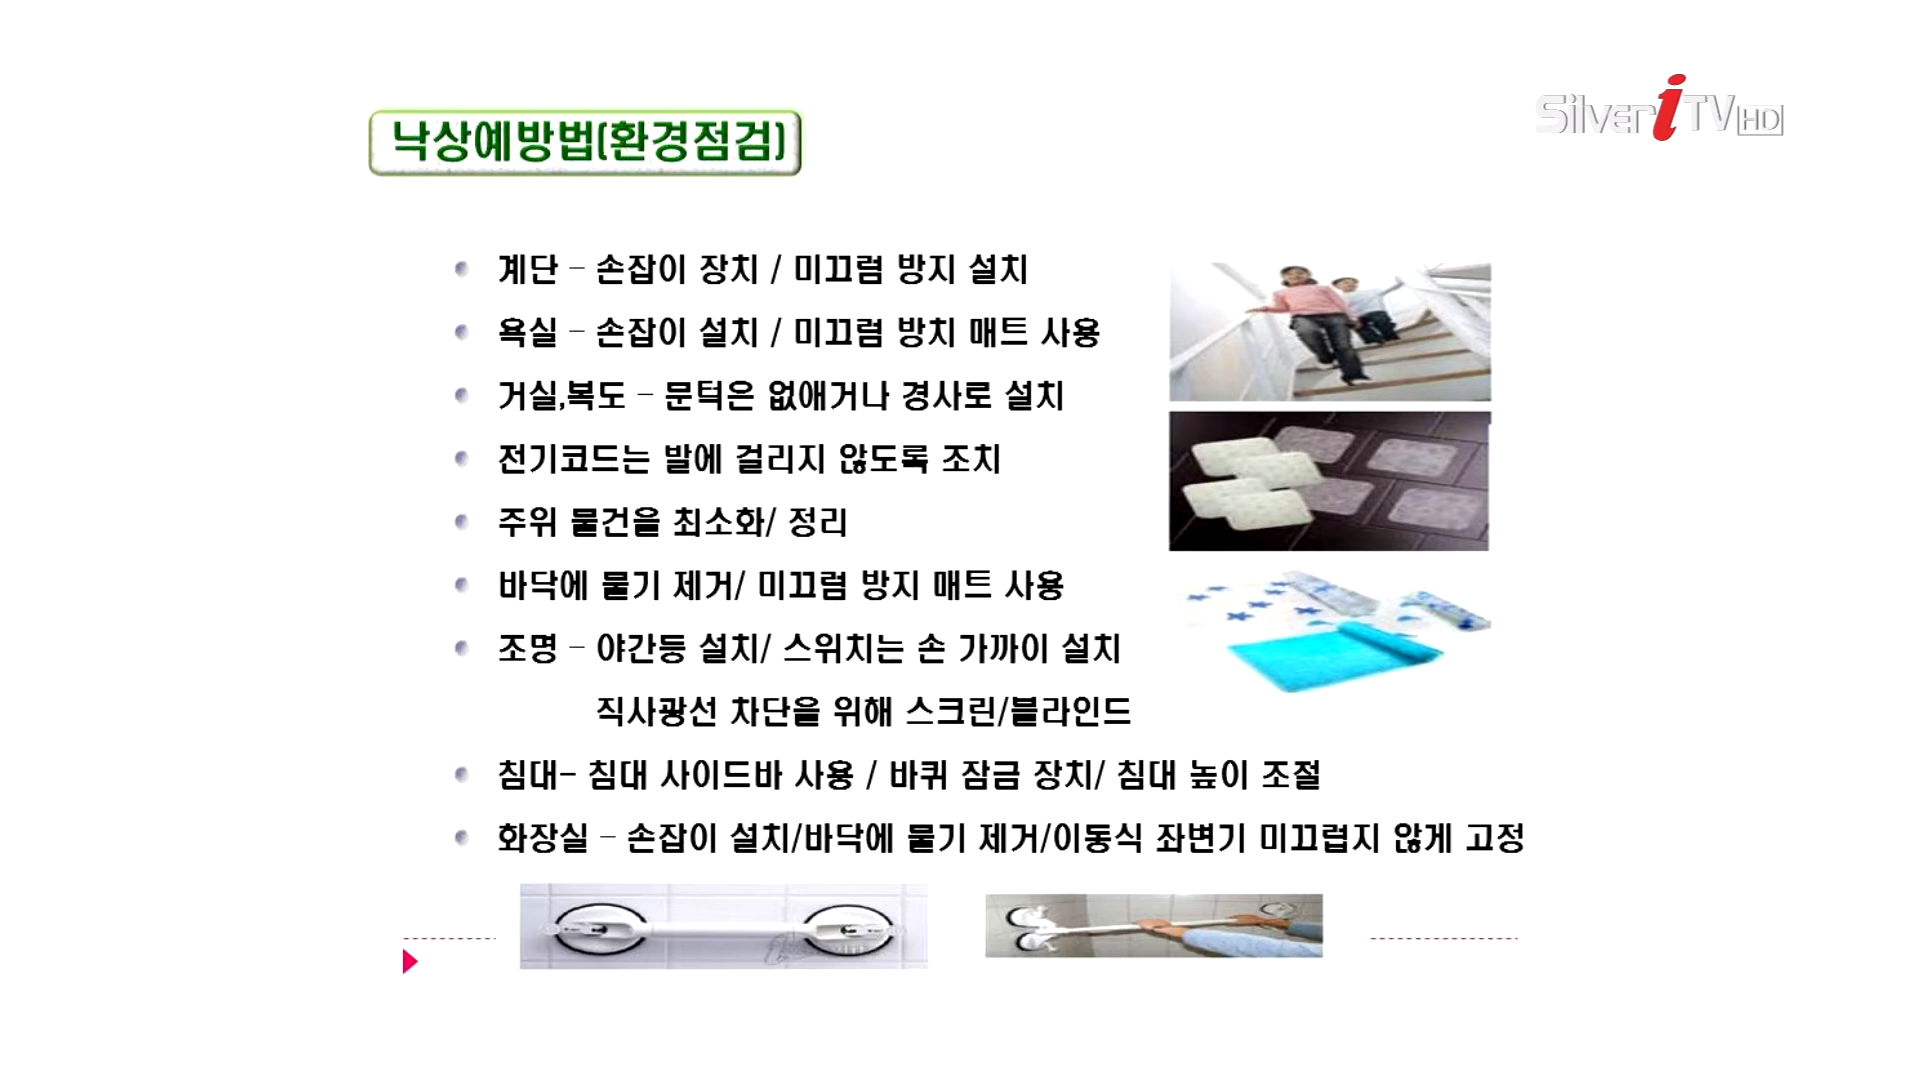 낙상예방법(환경점검)
Silver i TV HD
계단 – 손잡이 장치 / 미끄럼 방지 설치
욕실 – 손잡이 설치 / 미끄럼 방치 매트 사용
거실,복도 – 문턱은 없애거나 경사로 설치
전기코드는 발에 걸리지 않도록 조치
주위 물건을 최소화/ 정리
바닥에 물기 제거/ 미끄럼 방지 매트 사용
조명 – 야간등 설치/ 스위치는 손 가까이 설치
직사광선 차단을 위해 스크린/블라인드
침대– 침대 사이드바 사용 / 바퀴 잠금 장치/ 침대 높이 조절
화장실 – 손잡이 설치/바닥에 물기 제거/이동식 좌변기 미끄럽지 않게 고정